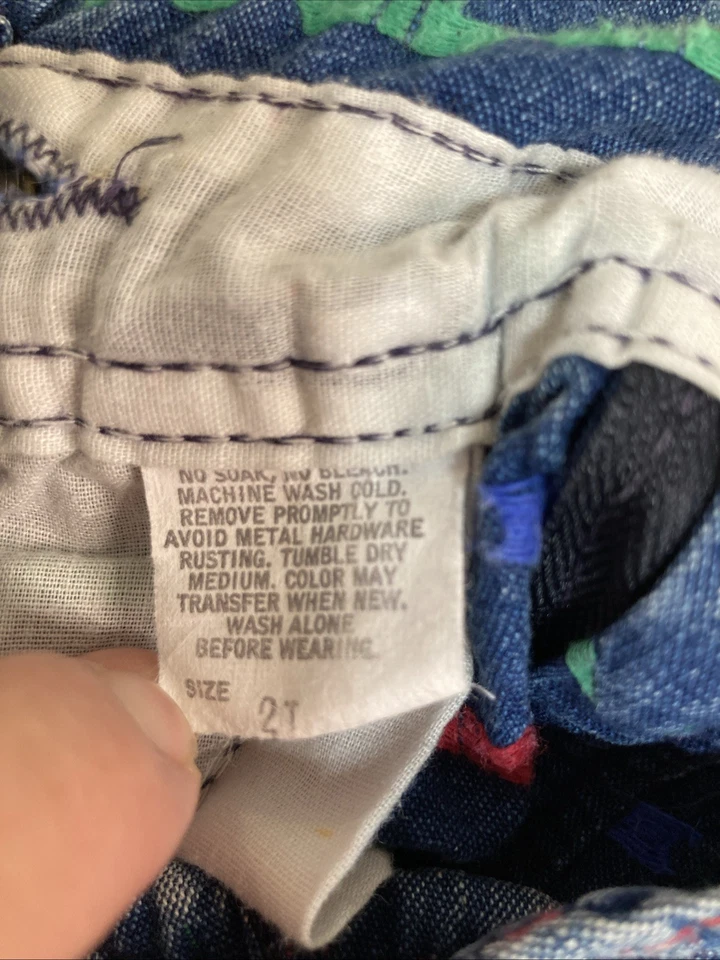 NO SOAK, NO BLEACH.
MACHINE WASH COLD.
REMOVE PROMPTLY TO
AVOID METAL HARDWARE
RUSTING. TUMBLE DRY
MEDIUM. COLOR MAY
TRANSFER WHEN NEW.
WASH ALONE
BEFORE WEARING.
SIZE 2T